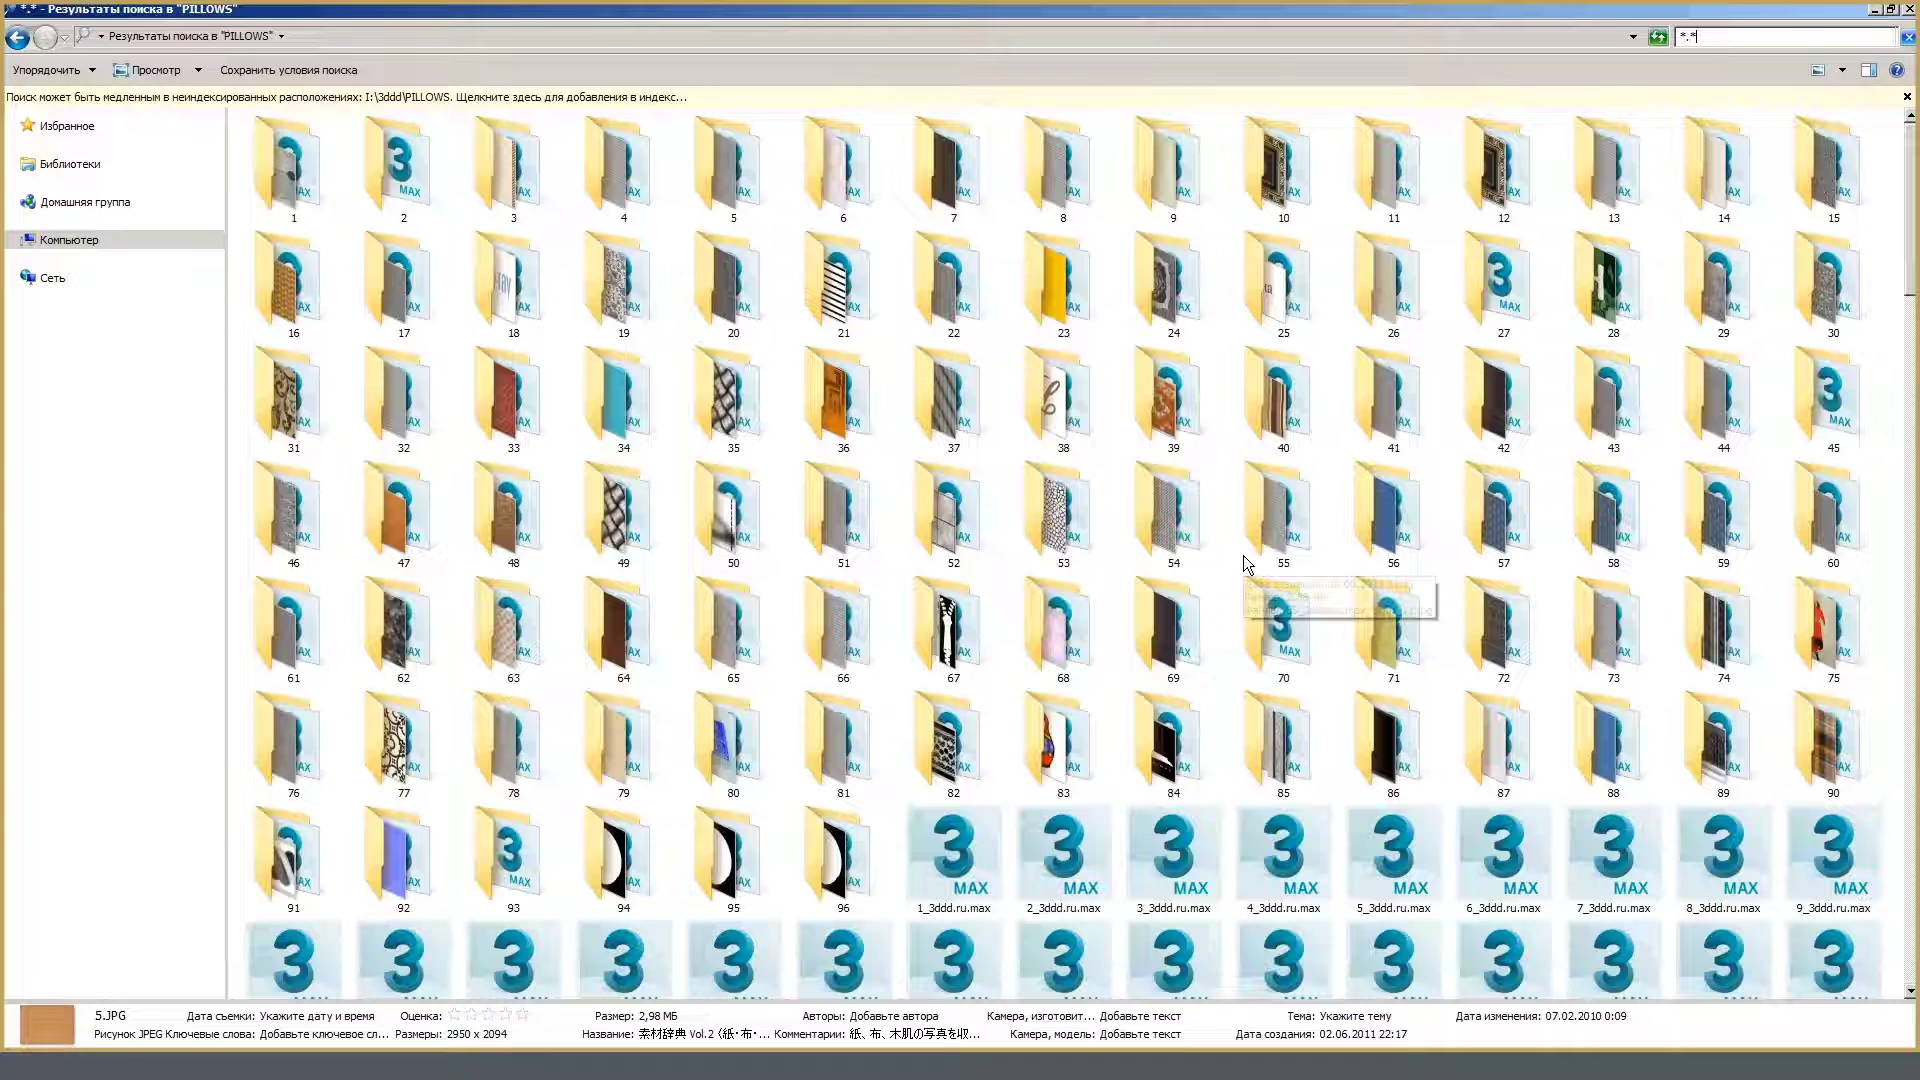 *.* - Результаты поиска в "PILLOWS"
Результаты поиска в "PILLOWS"
*.*
Упорядочить Просмотр Сохранить условия поиска
Поиск может быть медленным в неиндексированных расположениях: I:\3ddd\PILLOWS. Щелкните здесь для добавления в индекс...
Избранное
Библиотеки
Домашняя группа
Компьютер
Сеть
1 2 3 4 5 6 7 8 9 10 11 12 13 14 15
16 17 18 19 20 21 22 23 24 25 26 27 28 29 30
31 32 33 34 35 36 37 38 39 40 41 42 43 44 45
46 47 48 49 50 51 52 53 54 55 56 57 58 59 60
61 62 63 64 65 66 67 68 69 70 71 72 73 74 75
76 77 78 79 80 81 82 83 84 85 86 87 88 89 90
91 92 93 94 95 96 1_3ddd.ru.max 2_3ddd.ru.max 3_3ddd.ru.max 4_3ddd.ru.max 5_3ddd.ru.max 6_3ddd.ru.max 7_3ddd.ru.max 8_3ddd.ru.max 9_3ddd.ru.max
5.JPG Дата съемки: Укажите дату и время Оценка: Размер: 2,98 МБ Авторы: Добавьте автора Камера, изготовит... Добавьте текст Тема: Укажите тему Дата изменения: 07.02.2010 0:09
Рисунок JPEG Ключевые слова: Добавьте ключевое сл... Размеры: 2950 x 2094 Название: 素材辞典 Vol.2 〈紙・布・... Комментарии: 紙、布、木肌の写真を収... Камера, модель: Добавьте текст Дата создания: 02.06.2011 22:17